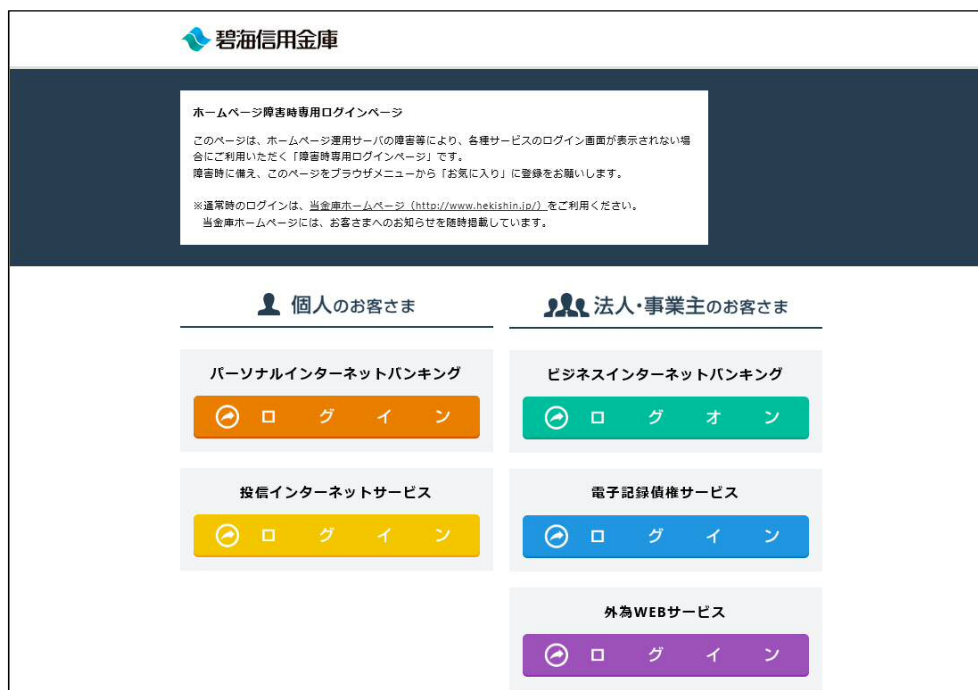 碧海信用金庫
ホームページ障害時専用ログインページ
このページは、ホームページ運用サーバの障害等により、各種サービスのログイン画面が表示されない場
合にご利用いただく「障害時専用ログインページ」です。
障害時に備え、このページをブラウザメニューから「お気に入り」に登録をお願いします。
※通常時のログインは、当金庫ホームページ（http://www.hekishin.jp/）をご利用ください。
当金庫ホームページには、お客さまへのお知らせを随時掲載しています。
個人のお客さま
パーソナルインターネットバンキング
ログイン
投信インターネットサービス
ログイン
法人・事業主のお客さま
ビジネスインターネットバンキング
ログオン
電子記録債権サービス
ログイン
外為WEBサービス
ログイン